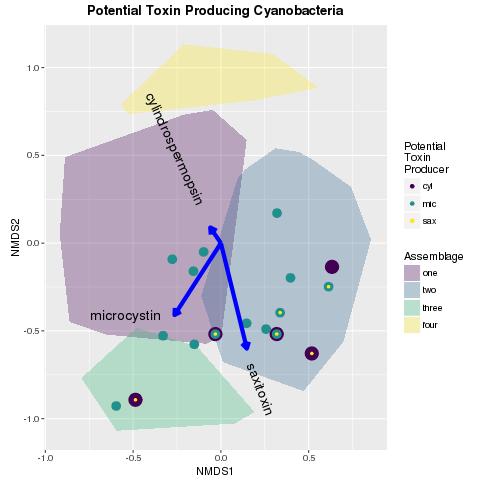 Potential Toxin Producing Cyanobacteria
NMDS2
1.0
0.5
0.0
-0.5
-1.0
cylindrospermopsin
microcystin
saxitoxin
-1.0 -0.5 0.0 0.5
NMDS1
Potential
Toxin
Producer
cyl
mic
sax
Assemblage
one
two
three
four